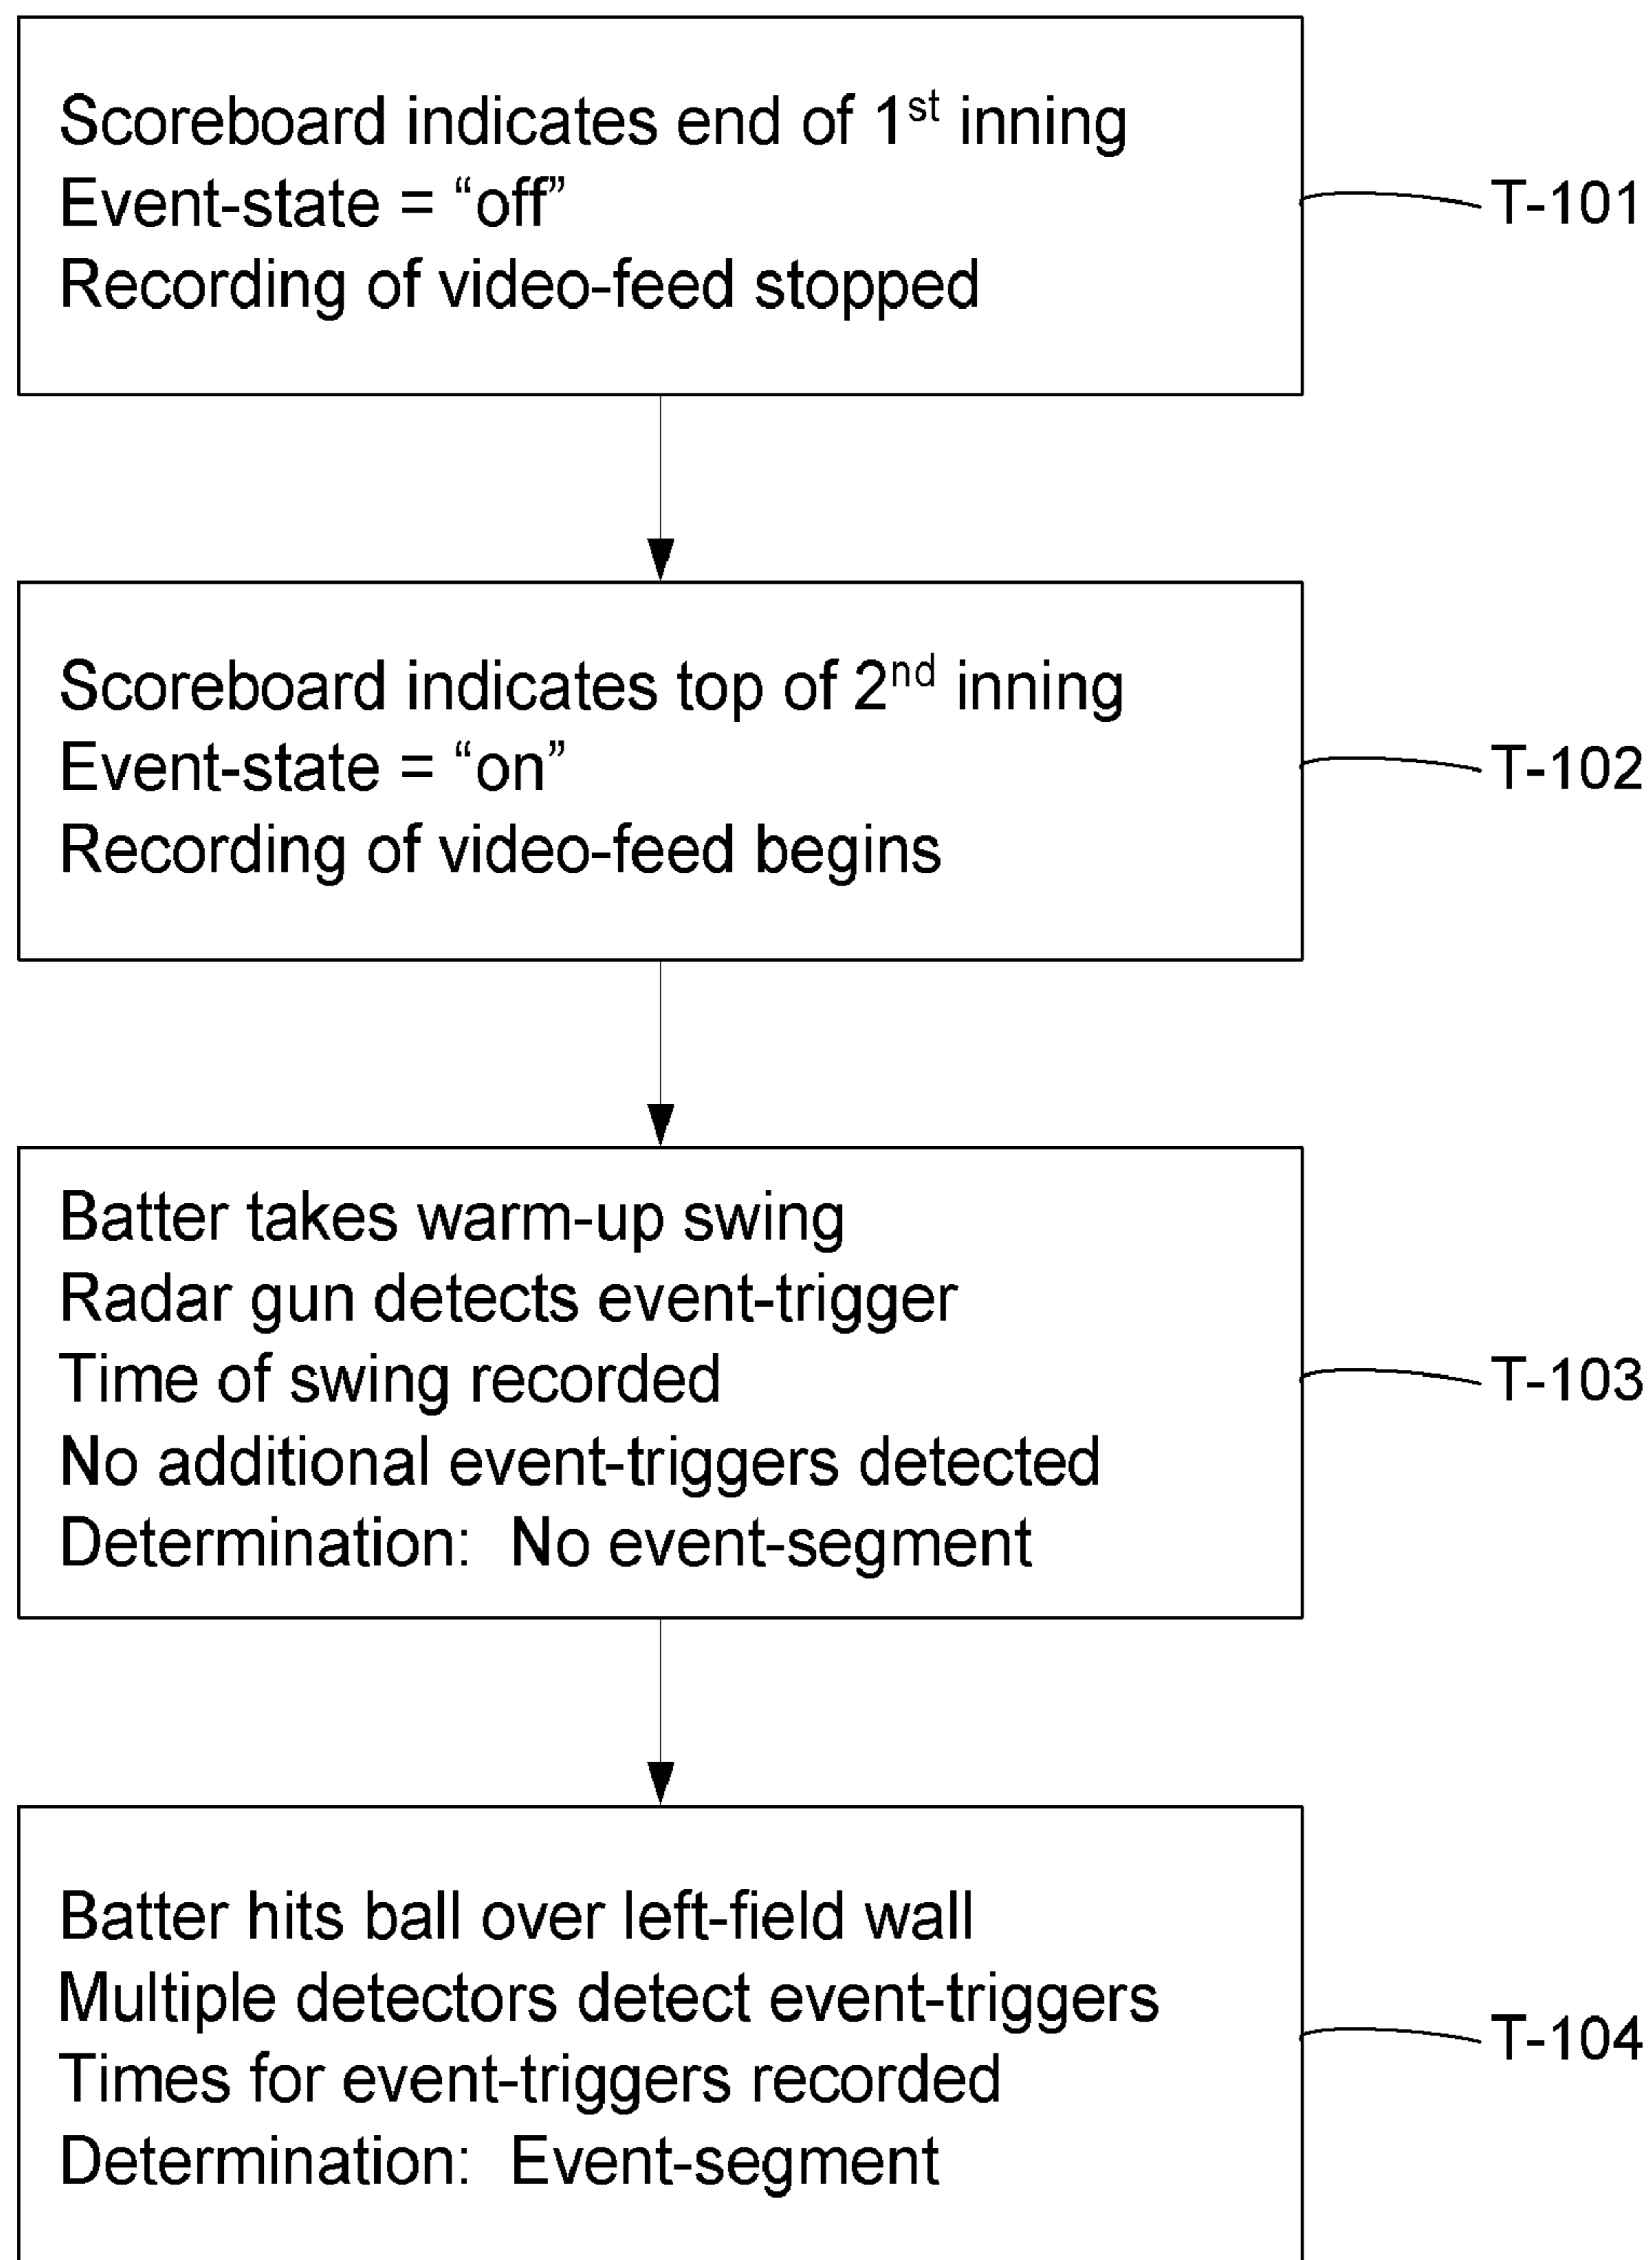 Scoreboard indicates end of 1st inning
Event-state = “off”
Recording of video-feed stopped
T-101
Scoreboard indicates top of 2nd inning
Event-state = “on”
Recording of video-feed begins
T-102
Batter takes warm-up swing
Radar gun detects event-trigger
Time of swing recorded
No additional event-triggers detected
Determination:  No event-segment
T-103
Batter hits ball over left-field wall
Multiple detectors detect event-triggers
Times for event-triggers recorded
Determination:  Event-segment
T-104